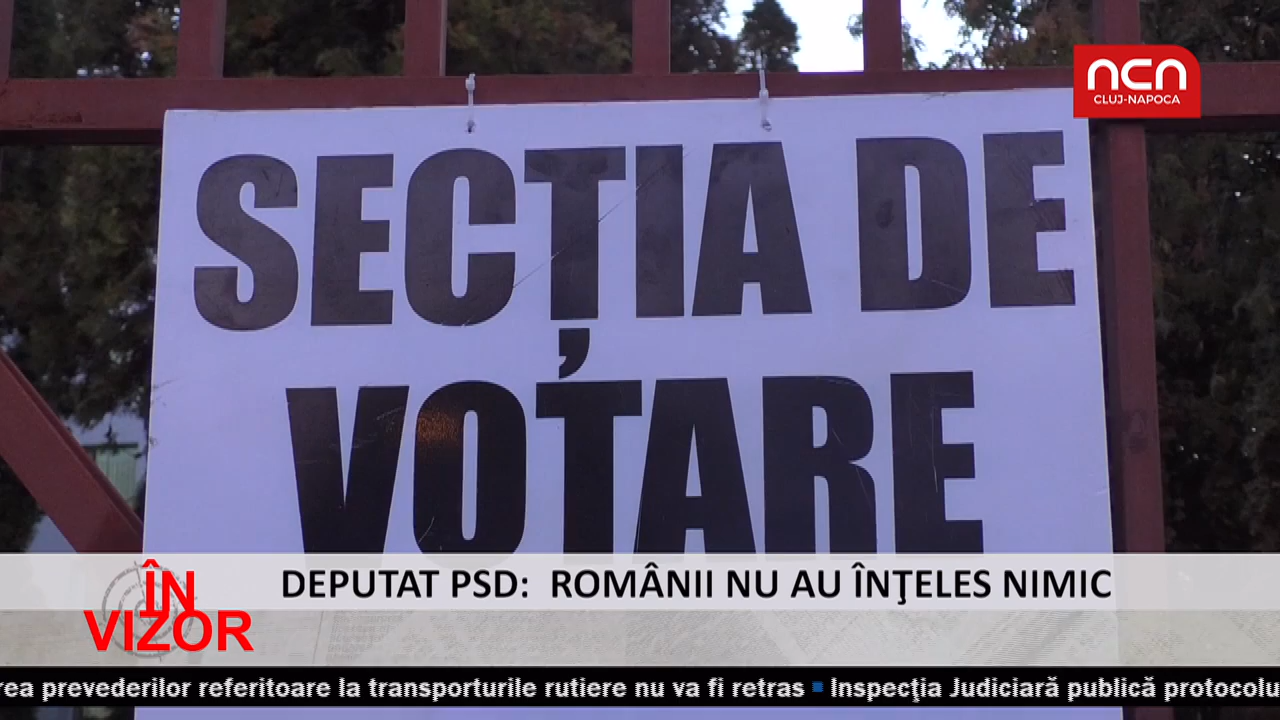 ncn
CLUJ-NAPOCA
SECȚIA DE
VOTARE
ÎN
VIZOR
DEPUTAT PSD: ROMÂNII NU AU ÎNŢELES NIMIC
prevederilor referitoare la transporturile rutiere nu va fi retras ▪ Inspecţia Judiciară publică